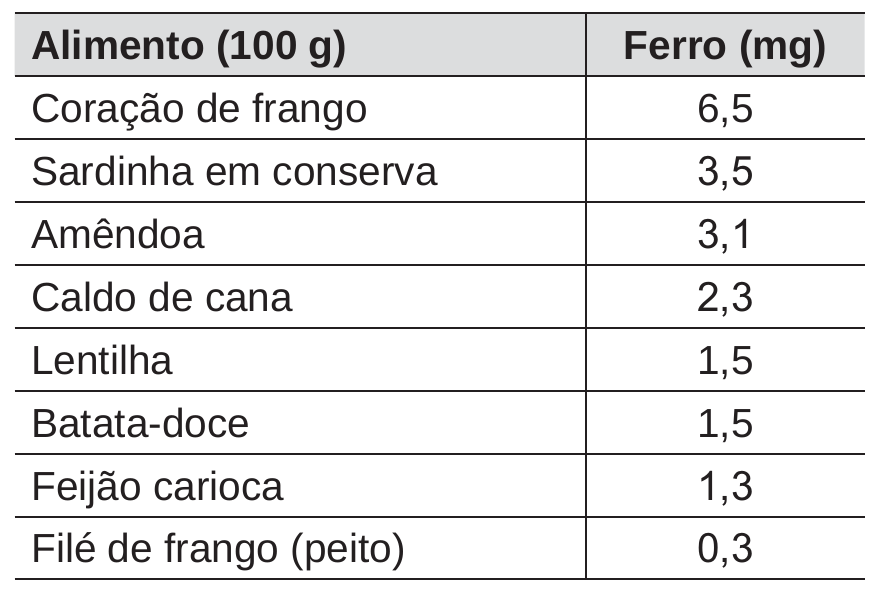 Alimento (100 g) Ferro (mg)
Coração de frango 6,5
Sardinha em conserva 3,5
Amêndoa 3,1
Caldo de cana 2,3
Lentilha 1,5
Batata-doce 1,5
Feijão carioca 1,3
Filé de frango (peito) 0,3